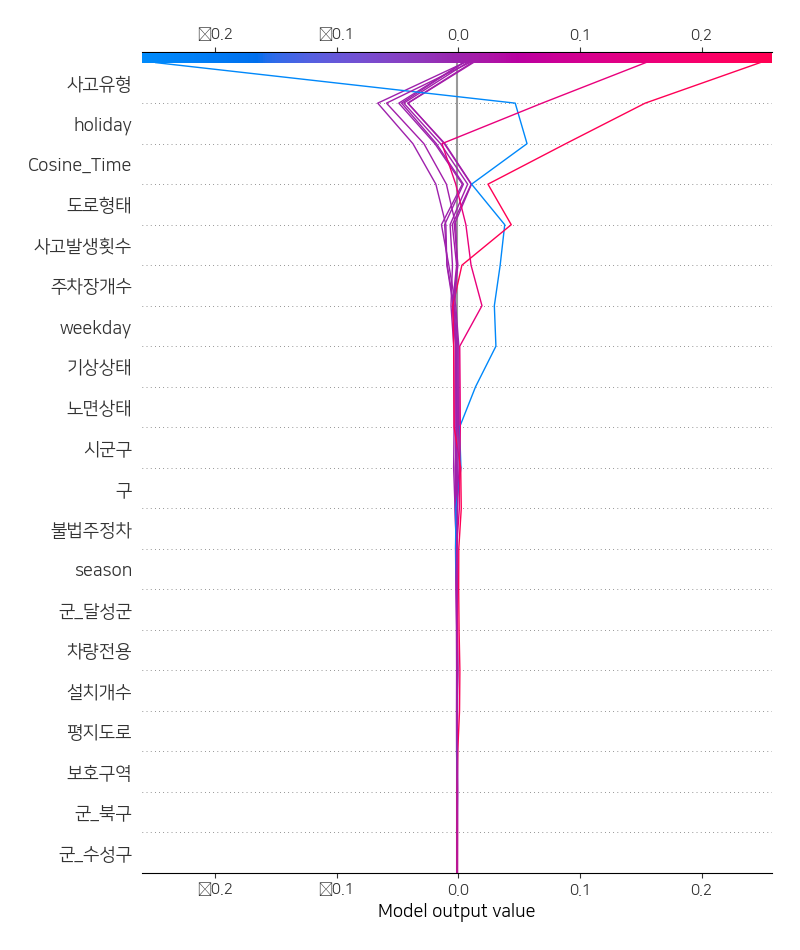 0.2 0.1 0.0 0.1 0.2
사고유형
holiday
Cosine_Time
도로형태
사고발생횟수
주차장개수
weekday
기상상태
노면상태
시군구
구
불법주정차
season
군_달성군
차량전용
설치개수
평지도로
보호구역
군_북구
군_수성구
0.2 0.1 0.0 0.1 0.2
Model output value